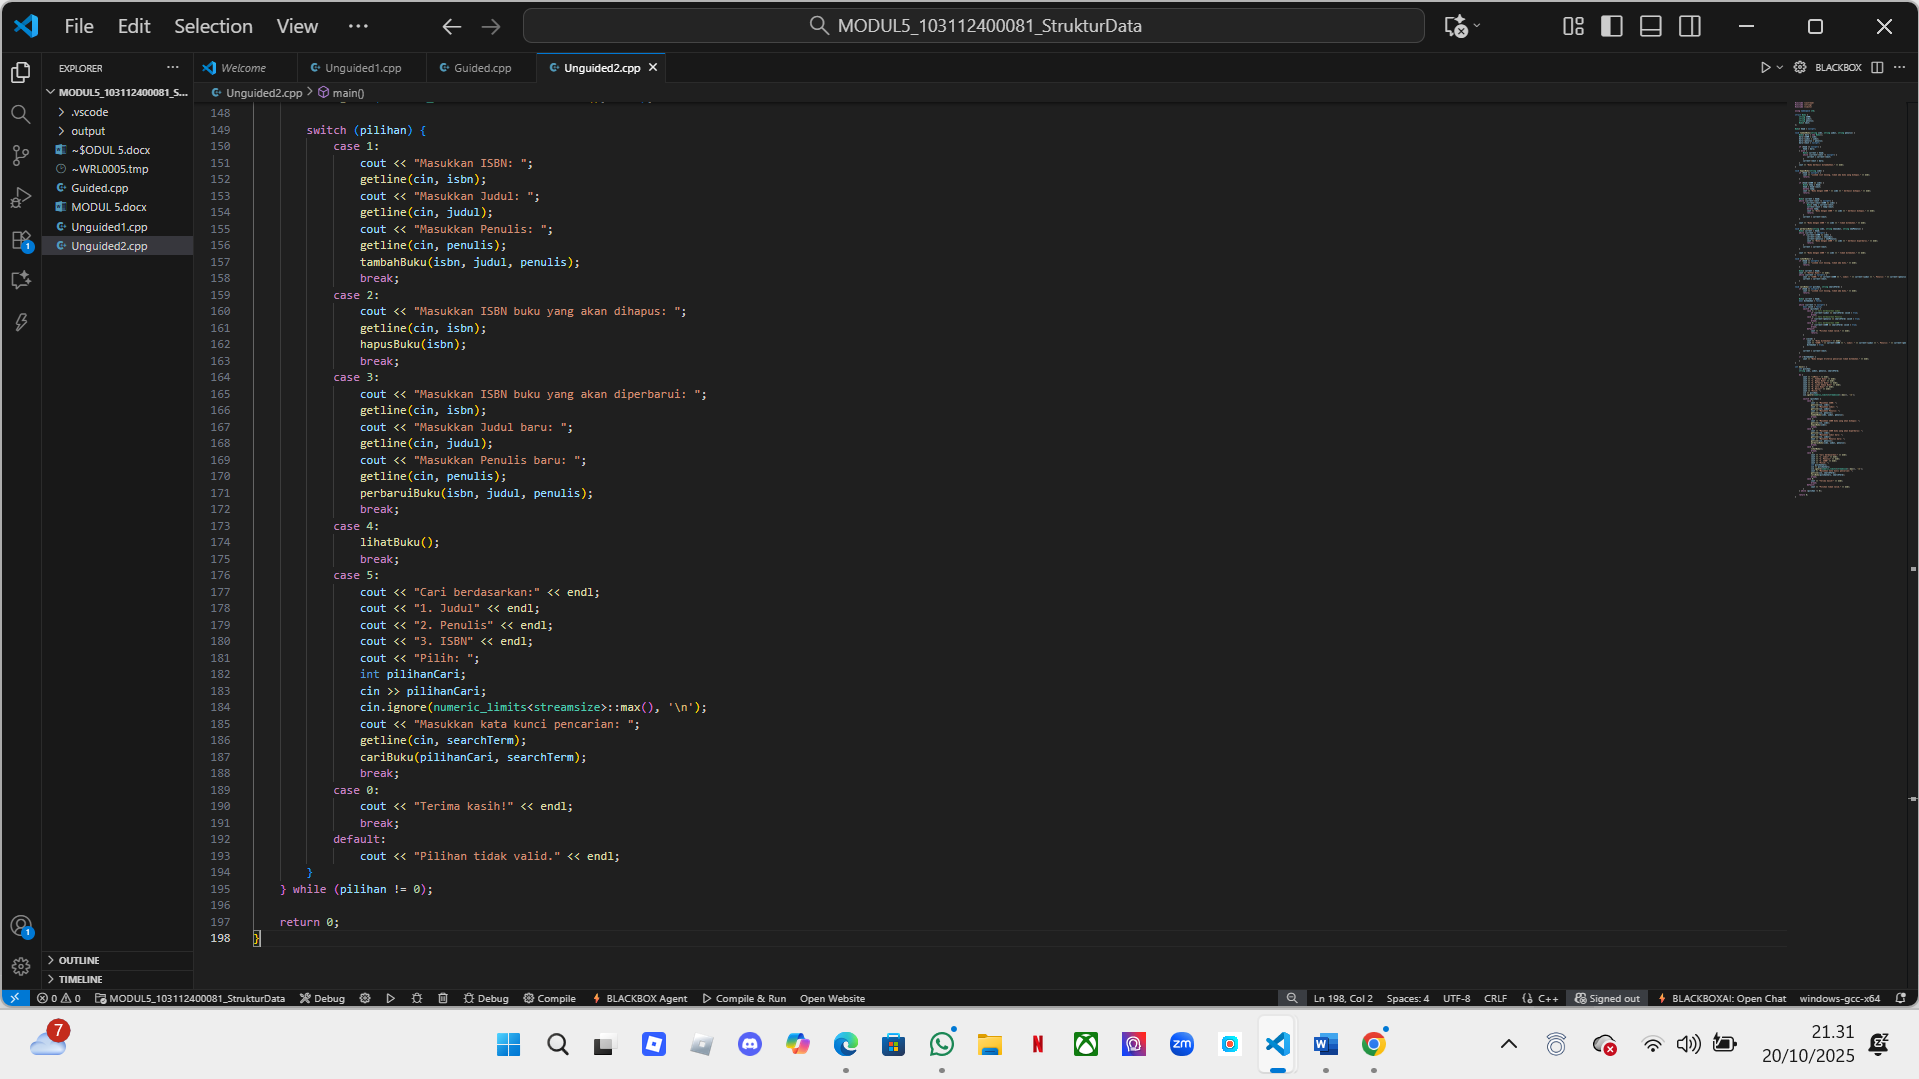 File Edit Selection View ···
MODUL5_103112400081_StrukturData
EXPLORER
MODUL5_103112400081_S...
.vscode
output
~$ODUL 5.docx
~WRL0005.tmp
Guided.cpp
MODUL 5.docx
Unguided1.cpp
Unguided2.cpp
OUTLINE
TIMELINE
Welcome
Unguided1.cpp
Guided.cpp
Unguided2.cpp
BLACKBOX
Unguided2.cpp > main()
148
149 switch (pilihan) {
150 case 1:
151 cout << "Masukkan ISBN: ";
152 getline(cin, isbn);
153 cout << "Masukkan Judul: ";
154 getline(cin, judul);
155 cout << "Masukkan Penulis: ";
156 getline(cin, penulis);
157 tambahBuku(isbn, judul, penulis);
158 break;
159 case 2:
160 cout << "Masukkan ISBN buku yang akan dihapus: ";
161 getline(cin, isbn);
162 hapusBuku(isbn);
163 break;
164 case 3:
165 cout << "Masukkan ISBN buku yang akan diperbarui: ";
166 getline(cin, isbn);
167 cout << "Masukkan Judul baru: ";
168 getline(cin, judul);
169 cout << "Masukkan Penulis baru: ";
170 getline(cin, penulis);
171 perbaruiBuku(isbn, judul, penulis);
172 break;
173 case 4:
174 lihatBuku();
175 break;
176 case 5:
177 cout << "Cari berdasarkan:" << endl;
178 cout << "1. Judul" << endl;
179 cout << "2. Penulis" << endl;
180 cout << "3. ISBN" << endl;
181 cout << "Pilih: ";
182 int pilihanCari;
183 cin >> pilihanCari;
184 cin.ignore(numeric_limits<streamsize>::max(), '\n');
185 cout << "Masukkan kata kunci pencarian: ";
186 getline(cin, searchTerm);
187 cariBuku(pilihanCari, searchTerm);
188 break;
189 case 0:
190 cout << "Terima kasih!" << endl;
191 break;
192 default:
193 cout << "Pilihan tidak valid." << endl;
194 }
195 } while (pilihan != 0);
196
197 return 0;
198 }
0 0 MODUL5_103112400081_StrukturData Debug Debug Compile BLACKBOX Agent Compile & Run Open Website
Ln 198, Col 2 Spaces: 4 UTF-8 CRLF {} C++ Signed out BLACKBOXAI: Open Chat windows-gcc-x64
7
21.31
20/10/2025